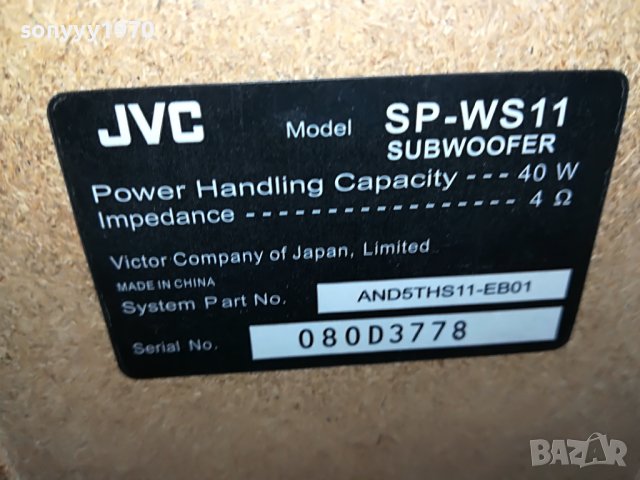 sonyyy1970
JVC Model SP-WS11
SUBWOOFER
Power Handling Capacity --- 40 W
Impedance ----------------- 4 Ω
Victor Company of Japan, Limited
MADE IN CHINA
System Part No. AND5THS11-EB01
Serial No. 080D3778
BAZAR